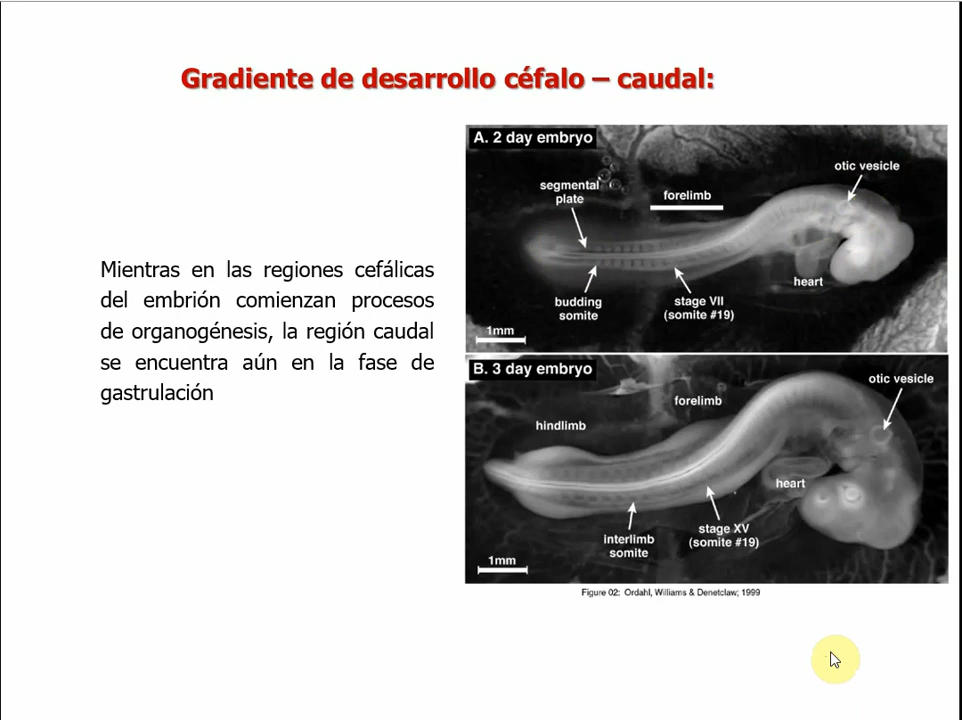 Gradiente de desarrollo céfalo – caudal:
Mientras en las regiones cefálicas
del embrión comienzan procesos
de organogénesis, la región caudal
se encuentra aún en la fase de
gastrulación
A. 2 day embryo
otic vesicle
segmental
plate
forelimb
heart
budding
somite
stage VII
(somite #19)
1mm
B. 3 day embryo
otic vesicle
forelimb
hindlimb
heart
stage XV
(somite #19)
interlimb
somite
1mm
Figure 02: Ordahl, Williams & Denetclaw; 1999